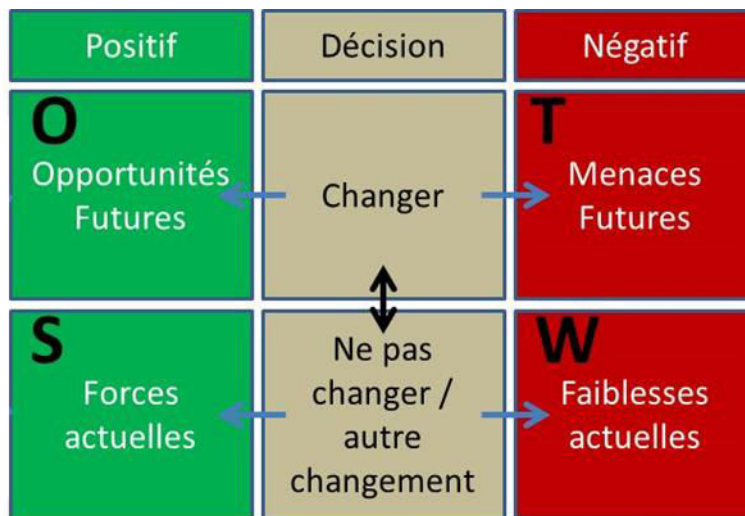 Positif
Décision
Négatif
O
Opportunités
Futures
Changer
T
Menaces
Futures
S
Forces
actuelles
Ne pas
changer /
autre
changement
W
Faiblesses
actuelles